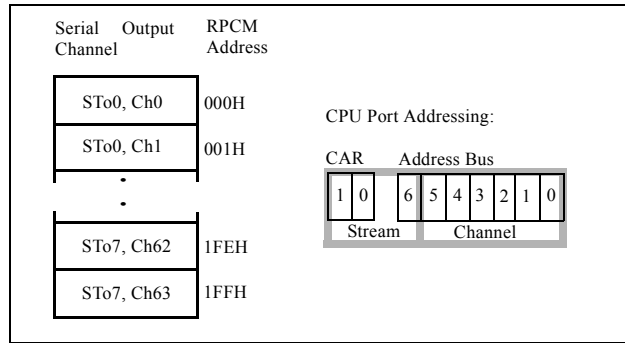 Serial Output Channel
RPCM Address
STo0, Ch0 000H
STo0, Ch1 001H
STo7, Ch62 1FEH
STo7, Ch63 1FFH
CPU Port Addressing:
CAR Address Bus
1 0 6 5 4 3 2 1 0
Stream Channel